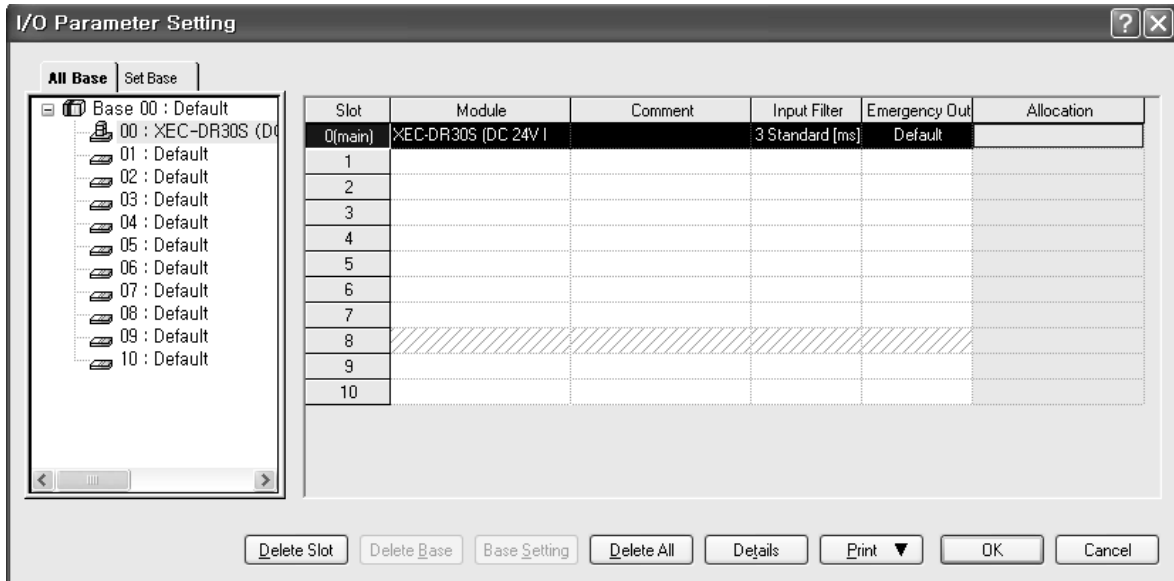 I/O Parameter Setting
All Base Set Base
Base 00 : Default
00 : XEC-DR30S (D
01 : Default
02 : Default
03 : Default
04 : Default
05 : Default
06 : Default
07 : Default
08 : Default
09 : Default
10 : Default
Slot Module Comment Input Filter Emergency Out Allocation
0(main) XEC-DR30S (DC 24V I 3 Standard [ms] Default
1
2
3
4
5
6
7
8
9
10
Delete Slot Delete Base Base Setting Delete All Details Print ▼ OK Cancel